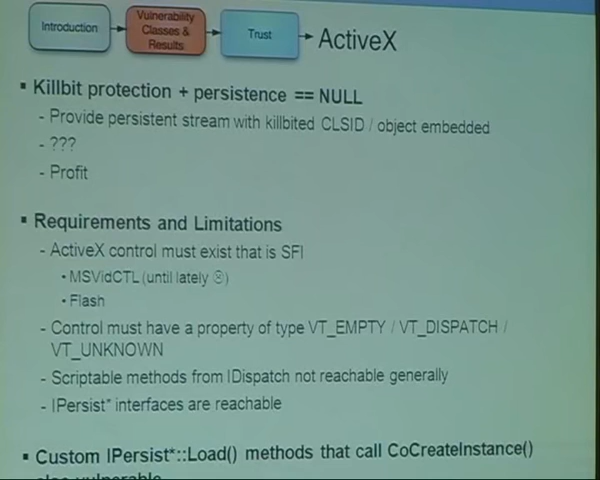 Introduction
Vulnerability
Classes &
Results
Trust
ActiveX
▪ Killbit protection + persistence == NULL
- Provide persistent stream with killbited CLSID / object embedded
- ???
- Profit
▪ Requirements and Limitations
- ActiveX control must exist that is SFI
• MSVidCTL (until lately ☹)
• Flash
- Control must have a property of type VT_EMPTY / VT_DISPATCH /
VT_UNKNOWN
- Scriptable methods from IDispatch not reachable generally
- IPersist* interfaces are reachable
▪ Custom IPersist*::Load() methods that call CoCreateInstance()
also vulnerable